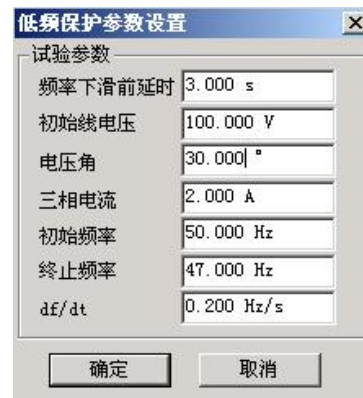 低频保护参数设置
试验参数
频率下滑前延时 3.000 s
初始线电压 100.000 V
电压角 30.000 °
三相电流 2.000 A
初始频率 50.000 Hz
终止频率 47.000 Hz
df/dt 0.200 Hz/s
确定 取消